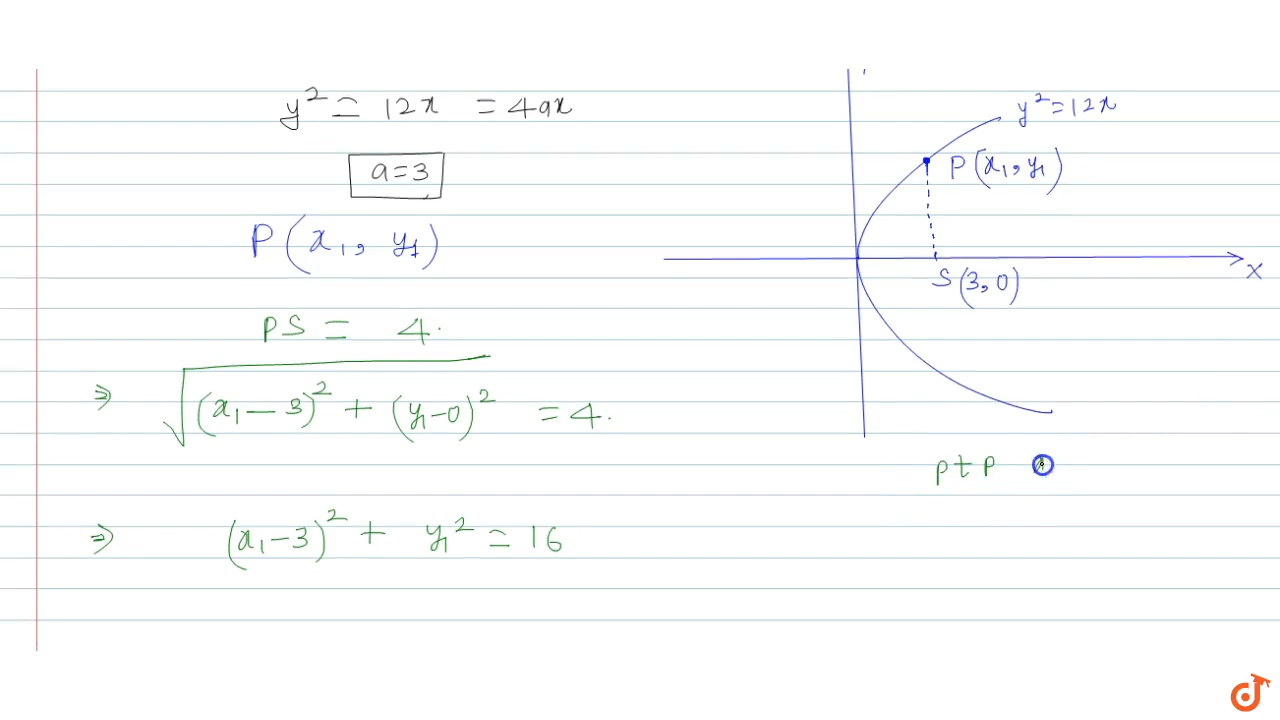 y² = 12x = 4ax
a=3
P(x₁, y₁)
PS = 4.
⇒ √((x₁ - 3)² + (y₁-0)²) = 4.
⇒ (x₁-3)² + y₁² = 16
y² = 12x
P(x₁, y₁)
X
S(3, 0)
pt P